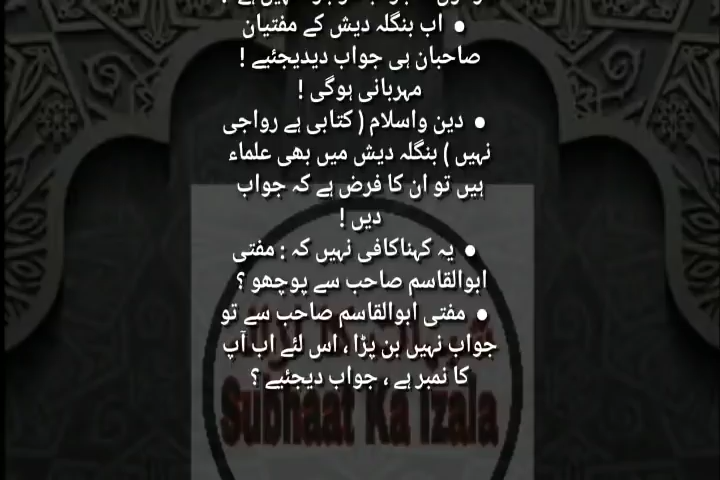 ● اب بنگلہ دیش کے مفتیان
صاحبان ہی جواب دیدیجئیے !
مہربانی ہوگی !
● دین واسلام ( کتابی ہے رواجی
نہیں ) بنگلہ دیش میں بھی علماء
ہیں تو ان کا فرض ہے کہ جواب
دیں !
● یہ کہناکافی نہیں کہ : مفتی
ابوالقاسم صاحب سے پوچھو ؟
● مفتی ابوالقاسم صاحب سے تو
جواب نہیں بن پڑا ، اس لئے اب آپ
کا نمبر ہے ، جواب دیجئیے ؟
Subhaat Ka Izala